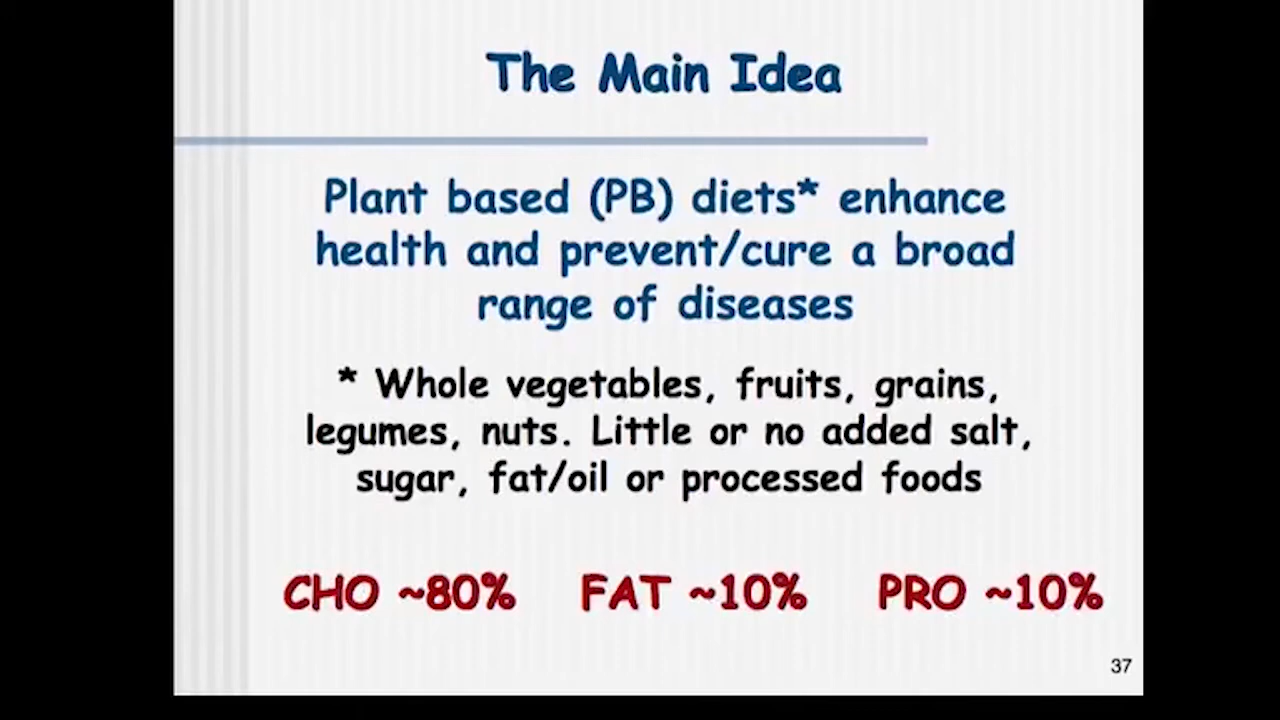 The Main Idea
Plant based (PB) diets* enhance
health and prevent/cure a broad
range of diseases
* Whole vegetables, fruits, grains,
legumes, nuts. Little or no added salt,
sugar, fat/oil or processed foods
CHO ~80% FAT ~10% PRO ~10%
37